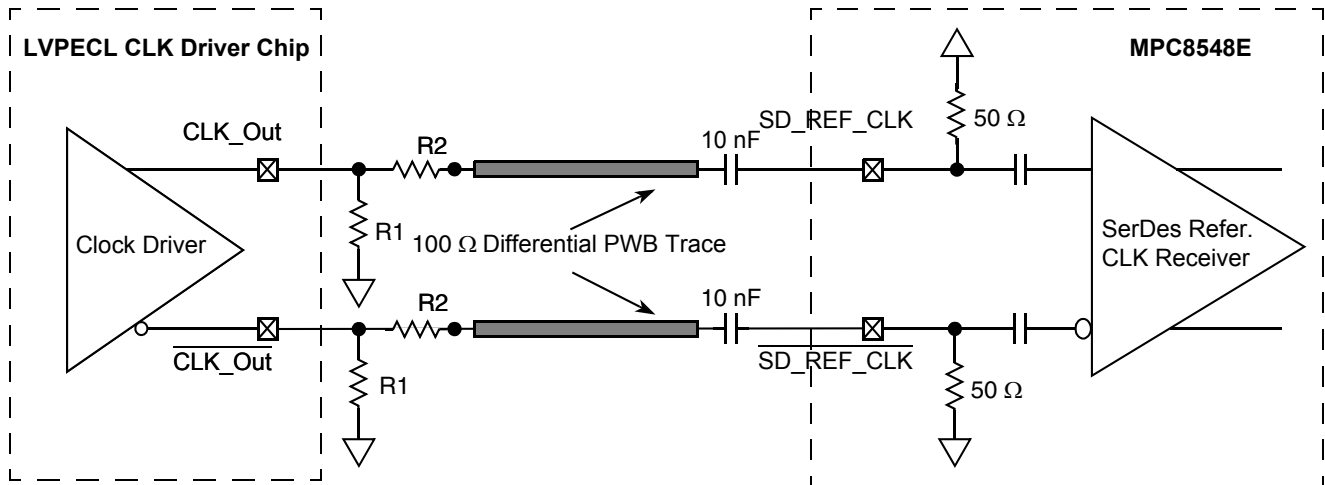 LVPECL CLK Driver Chip
MPC8548E
CLK_Out
R2
10 nF
SD_REF_CLK
50 Ω
Clock Driver
R1
100 Ω Differential PWB Trace
SerDes Refer.
CLK Receiver
R2
10 nF
CLK_Out
SD_REF_CLK
R1
50 Ω